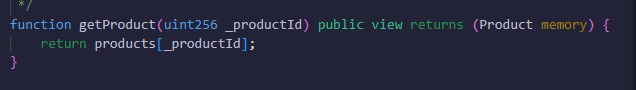 */
function getProduct(uint256 _productId) public view returns (Product memory) {
    return products[_productId];
}